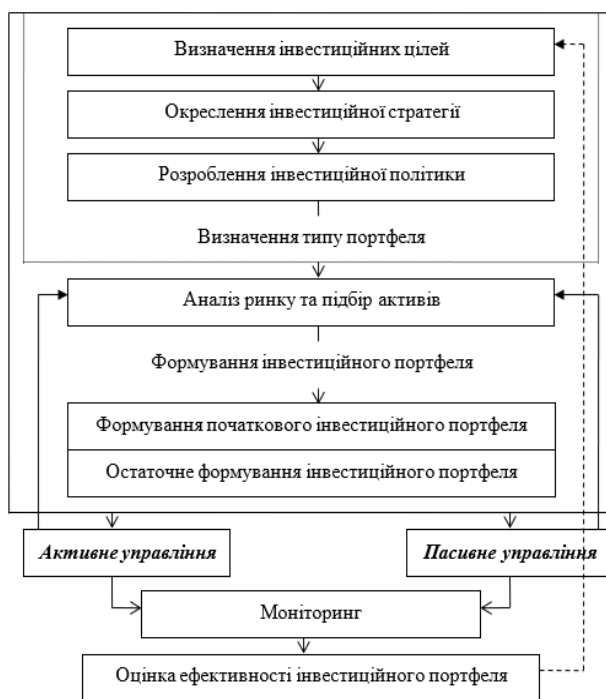 Визначення інвестиційних цілей
Окреслення інвестиційної стратегії
Розроблення інвестиційної політики
Визначення типу портфеля
Аналіз ринку та підбір активів
Формування інвестиційного портфеля
Формування початкового інвестиційного портфеля
Остаточне формування інвестиційного портфеля
Активне управління
Пасивне управління
Моніторинг
Оцінка ефективності інвестиційного портфеля